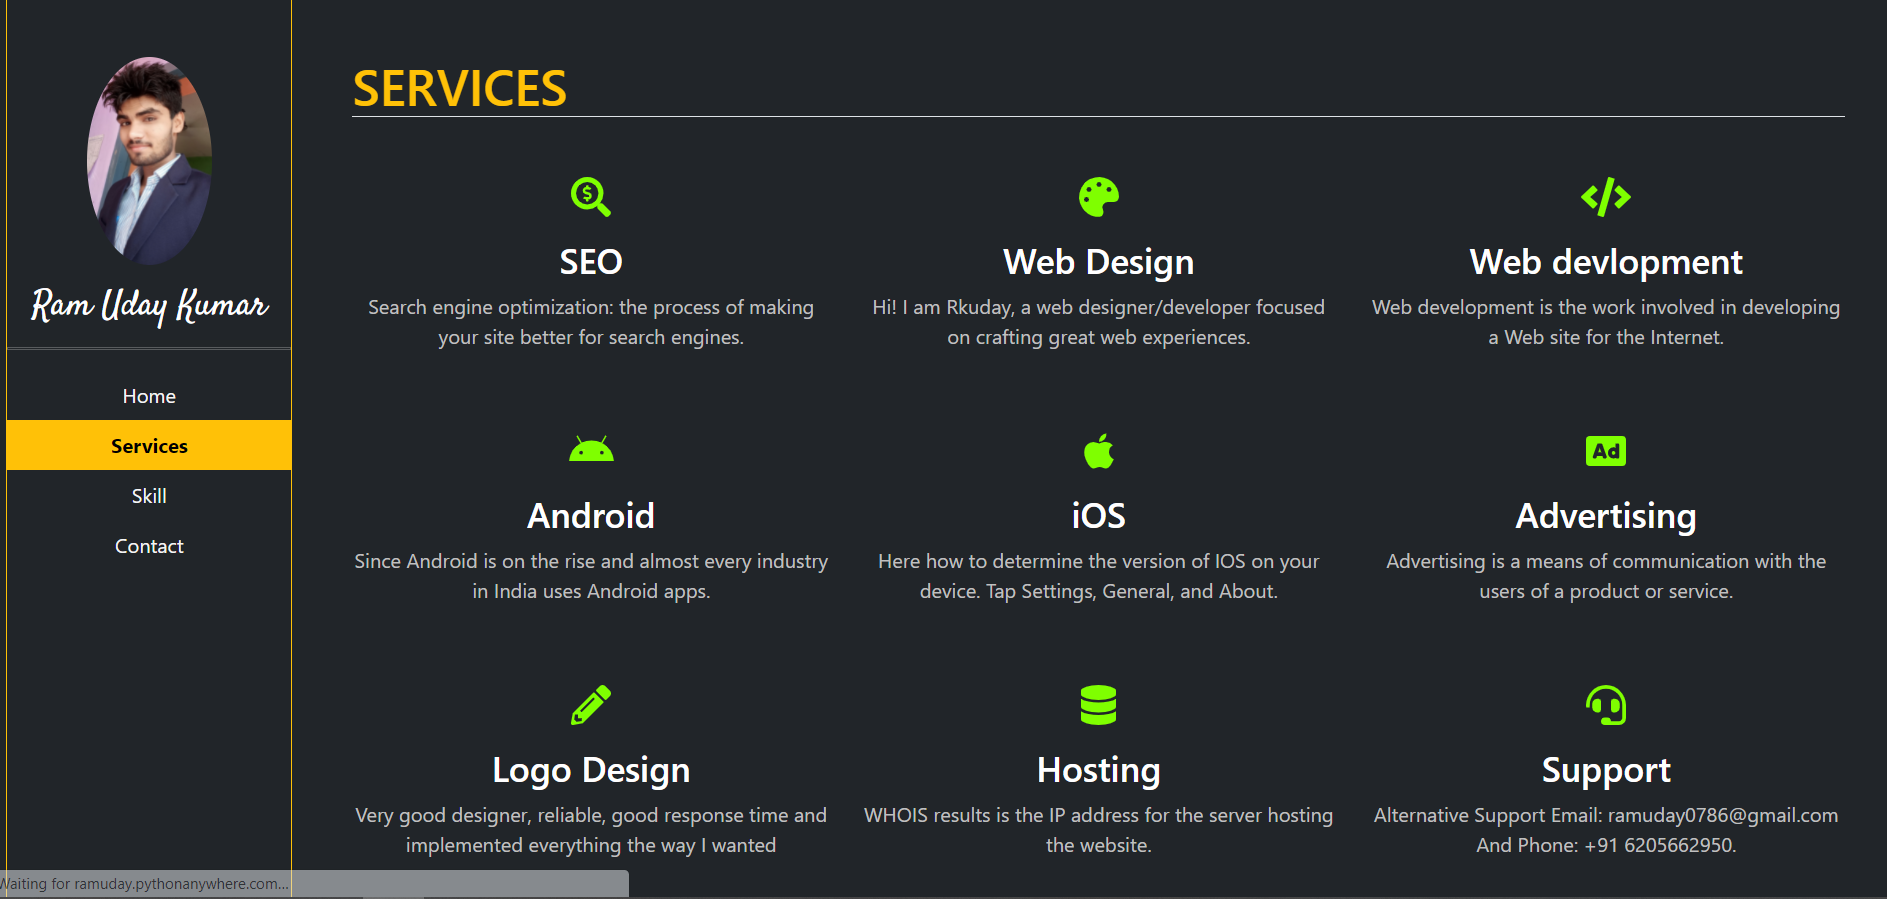 Ram Uday Kumar
Home
Services
Skill
Contact
SERVICES
SEO
Search engine optimization: the process of making
your site better for search engines.
Web Design
Hi! I am Rkuday, a web designer/developer focused
on crafting great web experiences.
Web devlopment
Web development is the work involved in developing
a Web site for the Internet.
Android
Since Android is on the rise and almost every industry
in India uses Android apps.
iOS
Here how to determine the version of IOS on your
device. Tap Settings, General, and About.
Ad
Advertising
Advertising is a means of communication with the
users of a product or service.
Logo Design
Very good designer, reliable, good response time and
implemented everything the way I wanted
Hosting
WHOIS results is the IP address for the server hosting
the website.
Support
Alternative Support Email: ramuday0786@gmail.com
And Phone: +91 6205662950.
Waiting for ramuday.pythonanywhere.com...